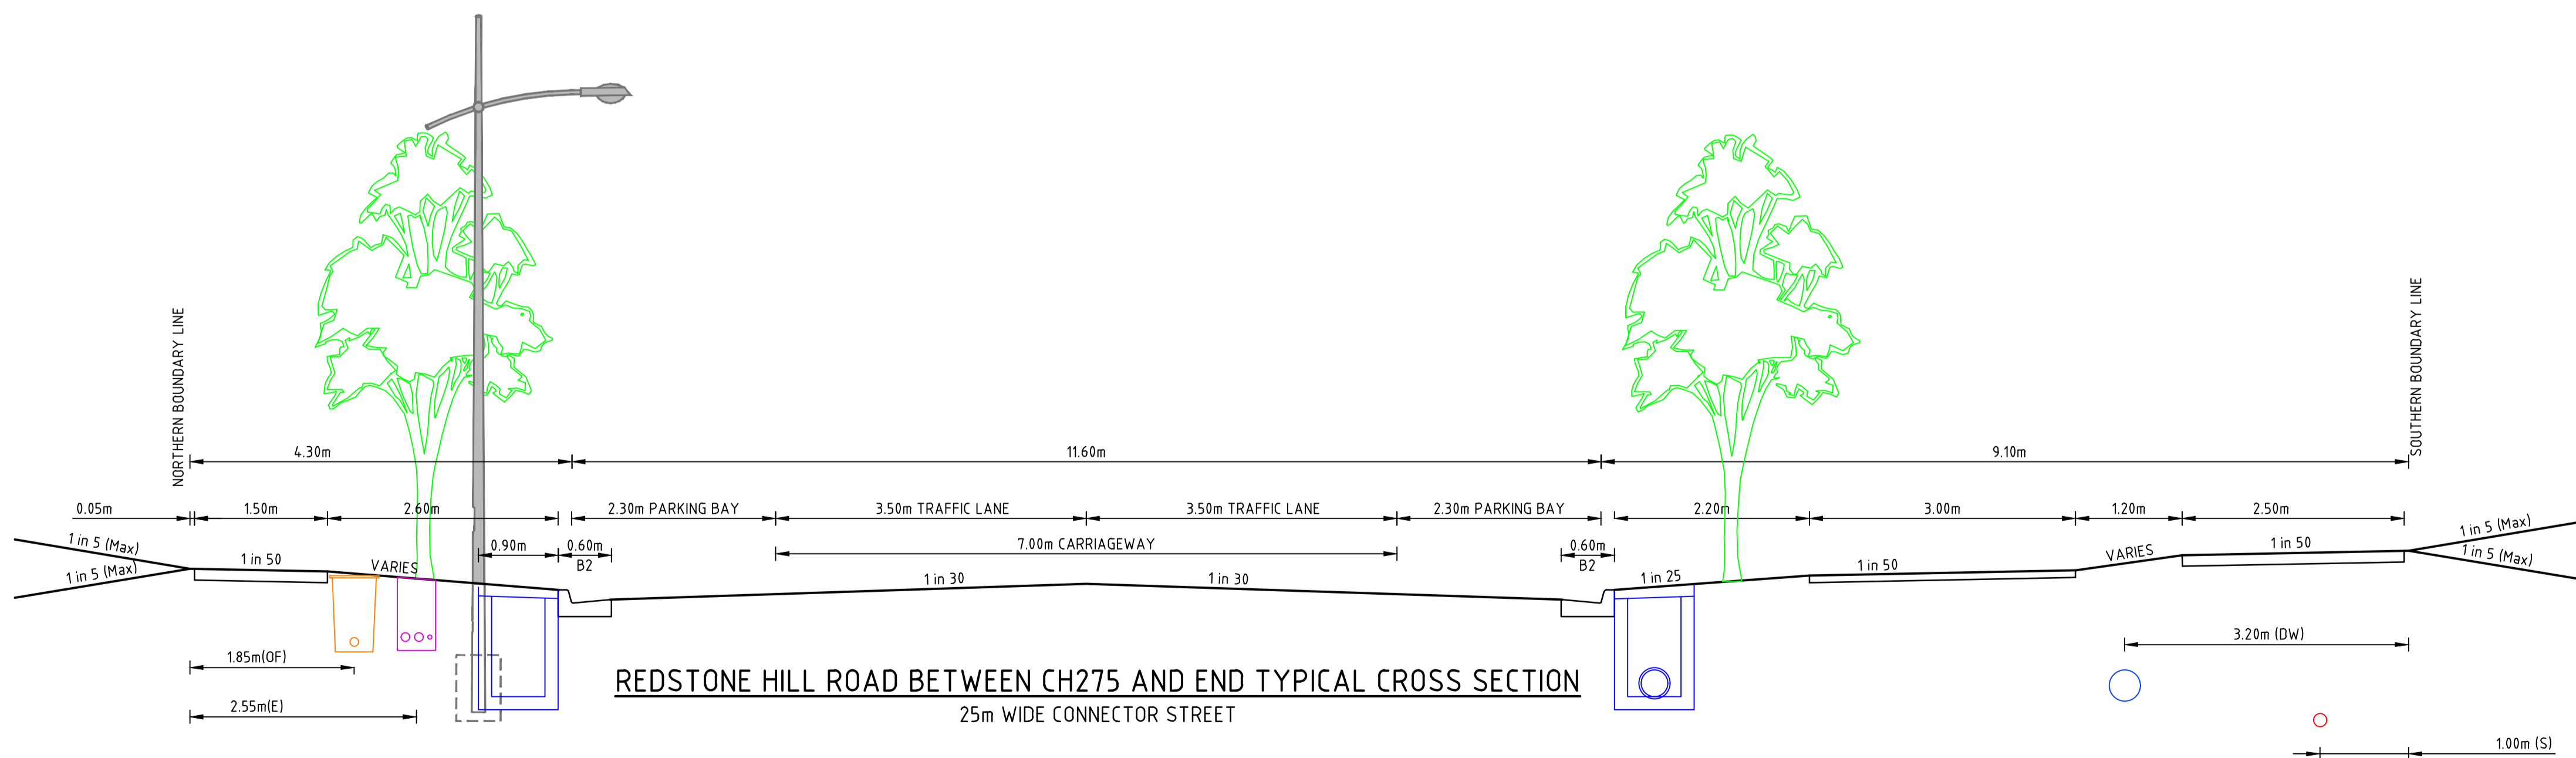 NORTHERN BOUNDARY LINE
SOUTHERN BOUNDARY LINE
4.30m
11.60m
9.10m
0.05m
1.50m
2.60m
2.30m PARKING BAY
3.50m TRAFFIC LANE
3.50m TRAFFIC LANE
2.30m PARKING BAY
2.20m
3.00m
1.20m
2.50m
1 in 5 (Max)
1 in 5 (Max)
1 in 50
VARIES
0.90m
0.60m
B2
7.00m CARRIAGEWAY
1 in 30
1 in 30
0.60m
B2
1 in 25
1 in 50
VARIES
1 in 50
1 in 5 (Max)
1 in 5 (Max)
1.85m(OF)
2.55m(E)
3.20m (DW)
1.00m (S)
REDSTONE HILL ROAD BETWEEN CH275 AND END TYPICAL CROSS SECTION
25m WIDE CONNECTOR STREET